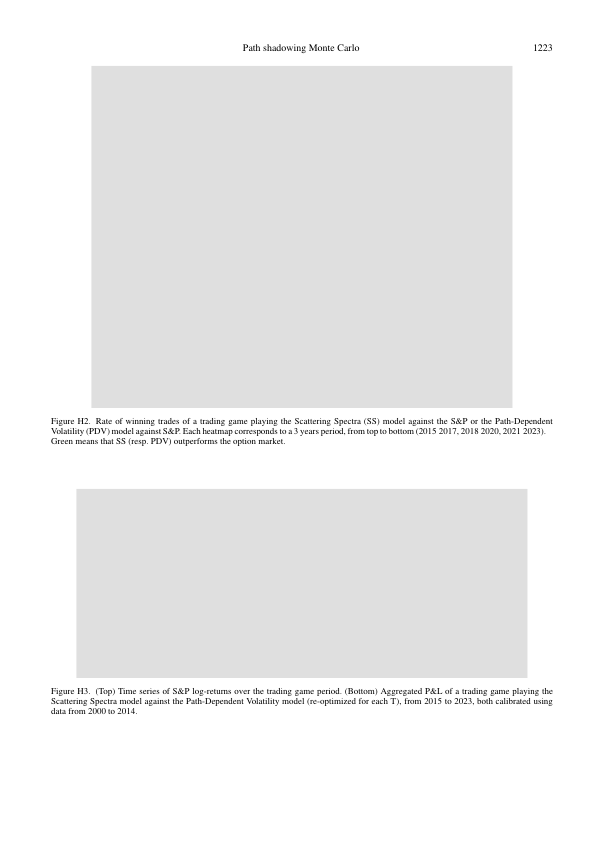 Path shadowing Monte Carlo 1223
Figure H2. Rate of winning trades of a trading game playing the Scattering Spectra (SS) model against the S&P or the Path-Dependent
Volatility (PDV) model against S&P. Each heatmap corresponds to a 3 years period, from top to bottom (2015 2017, 2018 2020, 2021 2023).
Green means that SS (resp. PDV) outperforms the option market.
Figure H3. (Top) Time series of S&P log-returns over the trading game period. (Bottom) Aggregated P&L of a trading game playing the
Scattering Spectra model against the Path-Dependent Volatility model (re-optimized for each T), from 2015 to 2023, both calibrated using
data from 2000 to 2014.